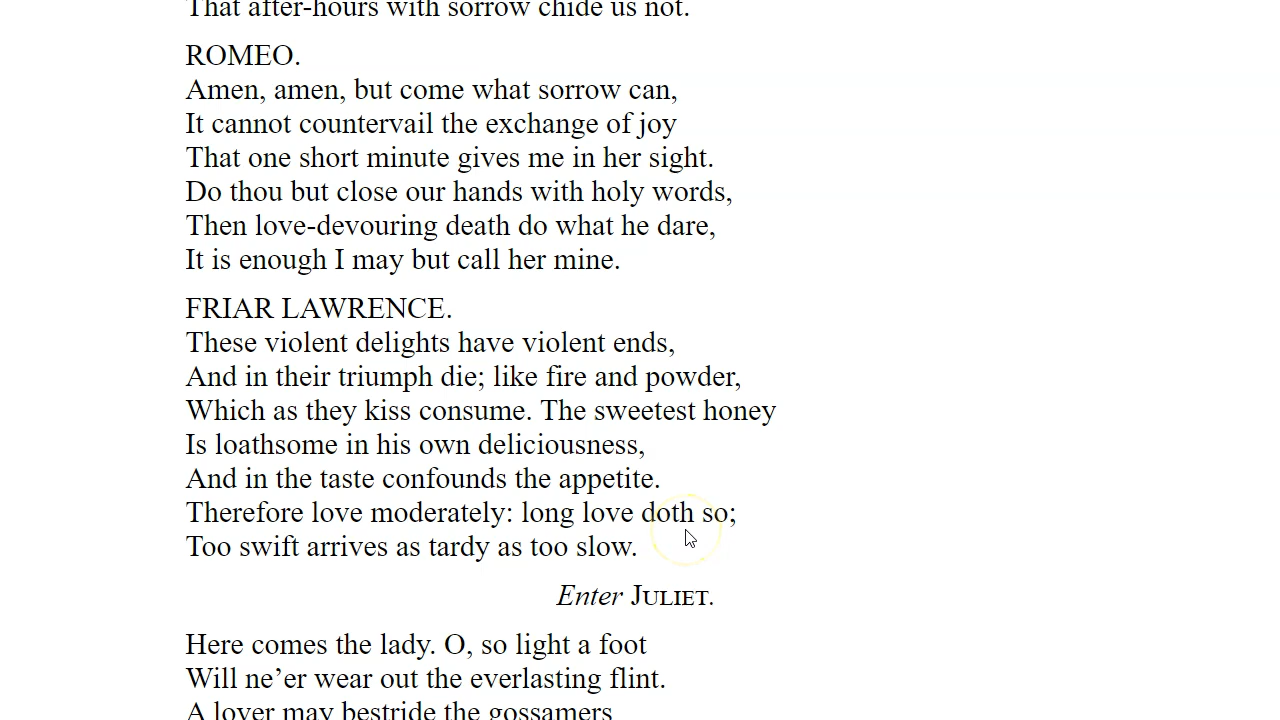 That after-hours with sorrow chide us not.
ROMEO.
Amen, amen, but come what sorrow can,
It cannot countervail the exchange of joy
That one short minute gives me in her sight.
Do thou but close our hands with holy words,
Then love-devouring death do what he dare,
It is enough I may but call her mine.
FRIAR LAWRENCE.
These violent delights have violent ends,
And in their triumph die; like fire and powder,
Which as they kiss consume. The sweetest honey
Is loathsome in his own deliciousness,
And in the taste confounds the appetite.
Therefore love moderately: long love doth so;
Too swift arrives as tardy as too slow.
Enter JULIET.
Here comes the lady. O, so light a foot
Will ne’er wear out the everlasting flint.
A lover may bestride the gossamers